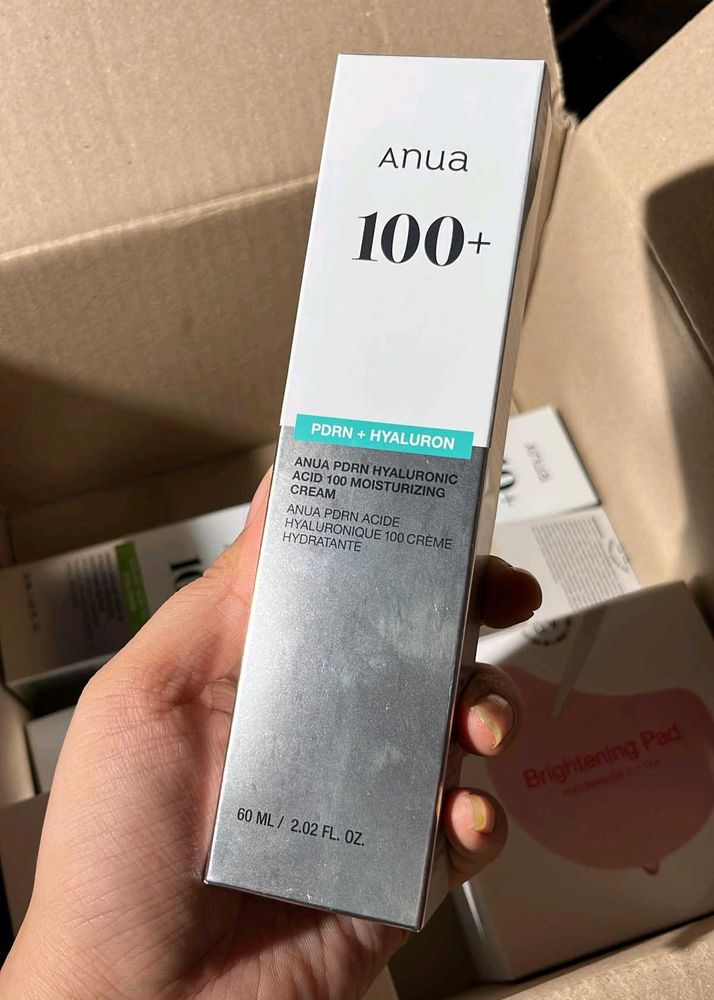 Anua
100+
PDRN + HYALURON
ANUA PDRN HYALURONIC
ACID 100 MOISTURIZING
CREAM
ANUA PDRN ACIDE
HYALURONIQUE 100 CRÈME
HYDRATANTE
60 ML / 2.02 FL. OZ.
Anua
Brightening Pad